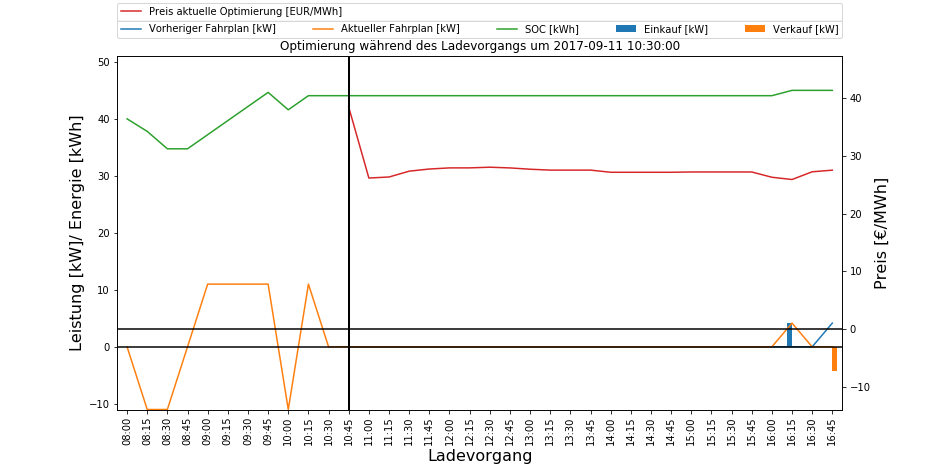 Preis aktuelle Optimierung [EUR/MWh]
Vorheriger Fahrplan [kW] Aktueller Fahrplan [kW] SOC [kWh] Einkauf [kW] Verkauf [kW]
Optimierung während des Ladevorgangs um 2017-09-11 10:30:00
Leistung [kW]/ Energie [kWh]
50
40
30
20
10
0
−10
Preis [€/MWh]
40
30
20
10
0
−10
08:00 08:15 08:30 08:45 09:00 09:15 09:30 09:45 10:00 10:15 10:30 10:45 11:00 11:15 11:30 11:45 12:00 12:15 12:30 12:45 13:00 13:15 13:30 13:45 14:00 14:15 14:30 14:45 15:00 15:15 15:30 15:45 16:00 16:15 16:30 16:45
Ladevorgang